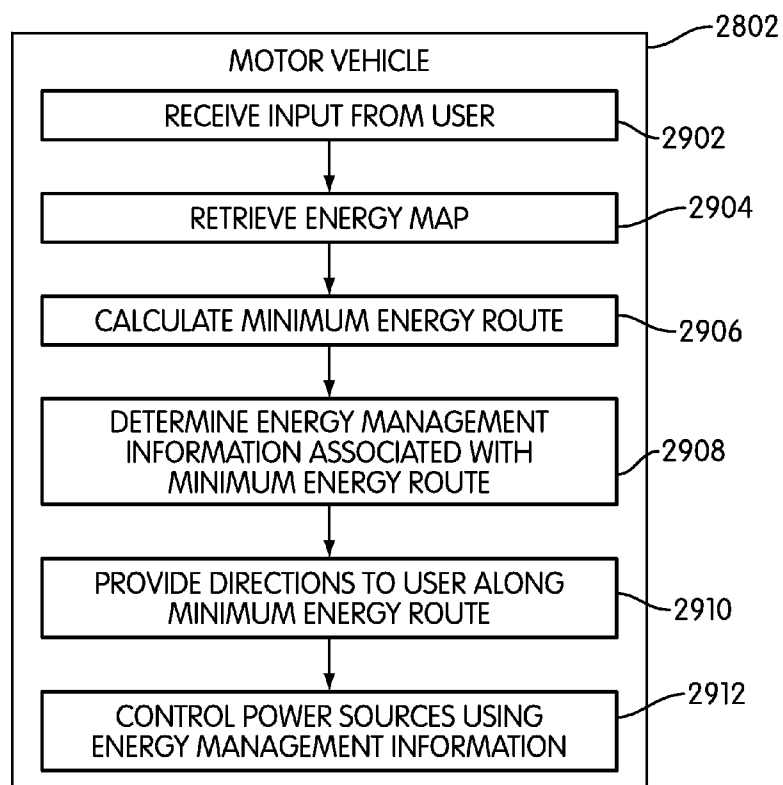 2802
MOTOR VEHICLE
RECEIVE INPUT FROM USER
2902
RETRIEVE ENERGY MAP
2904
CALCULATE MINIMUM ENERGY ROUTE
2906
DETERMINE ENERGY MANAGEMENT
INFORMATION ASSOCIATED WITH
MINIMUM ENERGY ROUTE
2908
PROVIDE DIRECTIONS TO USER ALONG
MINIMUM ENERGY ROUTE
2910
CONTROL POWER SOURCES USING
ENERGY MANAGEMENT INFORMATION
2912